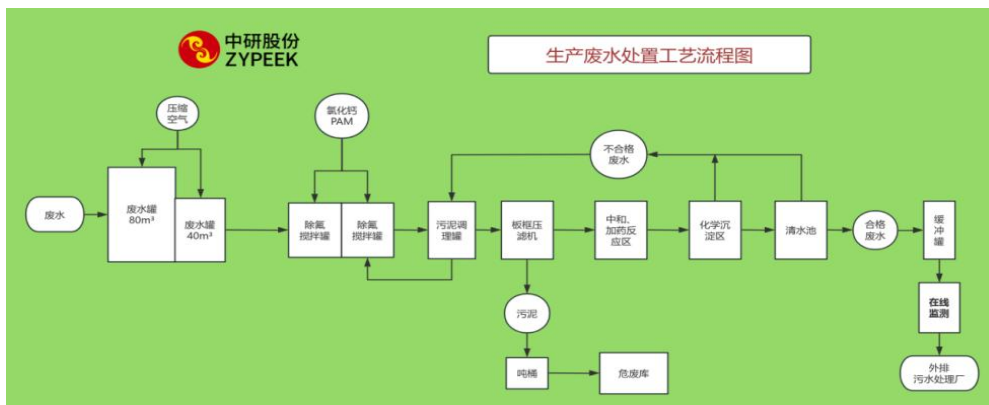 中研股份
ZYPEEK
生产废水处置工艺流程图
压缩
空气
氯化钙
PAM
不合格
废水
废水
废水罐
80m³
废水罐
40m³
除氟
搅拌罐
除氟
搅拌罐
污泥调
理罐
板框压
滤机
中和、
加药反
应区
化学沉
淀区
清水池
合格
废水
缓
冲
罐
污泥
在线
监测
吨桶
危废库
外排
污水处理厂